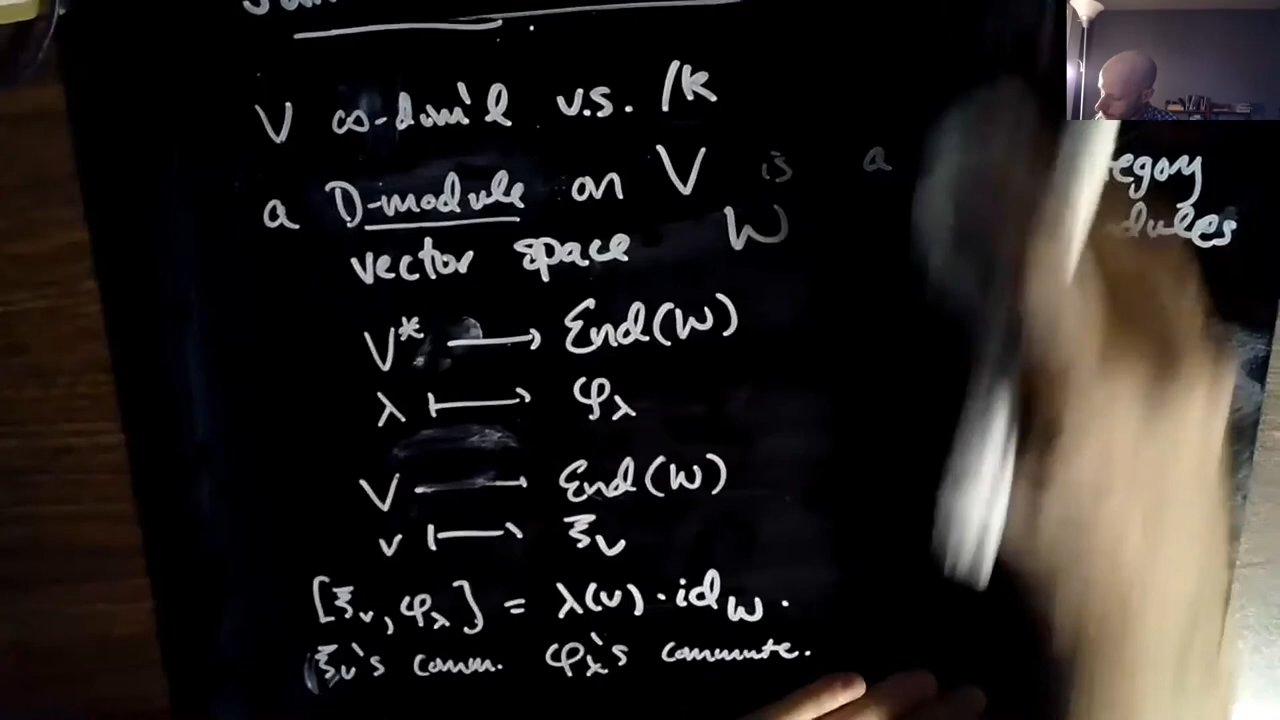 V ∞-dim'l v.s. /k
a D-module on V is a
vector space W
V* ⟶ End(W)
λ ⟼ φ_λ
V ⟶ End(W)
v ⟼ ξ_v
[ξ_v, φ_λ] = λ(v) · id_W .
ξ_v's comm. φ_λ's commute.